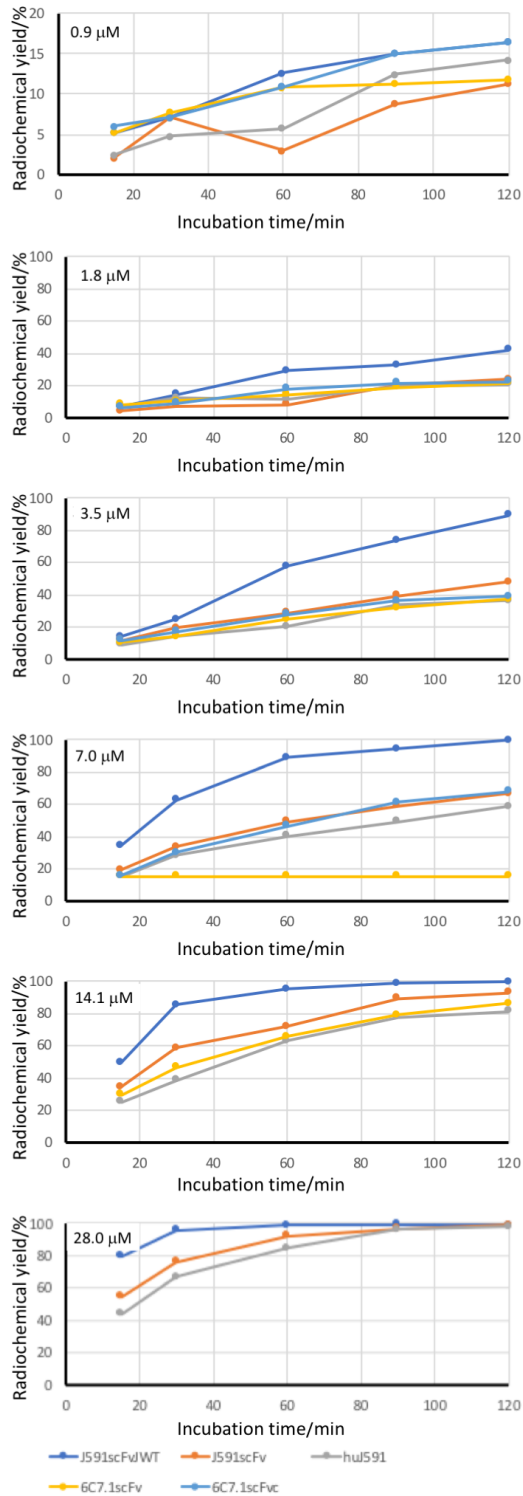 Radiochemical yield/%
20
0.9 µM
15
10
5
0
0 20 40 60 80 100 120
Incubation time/min
Radiochemical yield/%
100
1.8 µM
80
60
40
20
0
0 20 40 60 80 100 120
Incubation time/min
Radiochemical yield/%
100
3.5 µM
80
60
40
20
0
0 20 40 60 80 100 120
Incubation time/min
Radiochemical yield/%
100
7.0 µM
80
60
40
20
0
0 20 40 60 80 100 120
Incubation time/min
Radiochemical yield/%
100
14.1 µM
80
60
40
20
0
0 20 40 60 80 100 120
Incubation time/min
Radiochemical yield/%
100
28.0 µM
80
60
40
20
0
0 20 40 60 80 100 120
Incubation time/min
J591scFvJWT J591scFv huJ591
6C7.1scFv 6C7.1scFvc